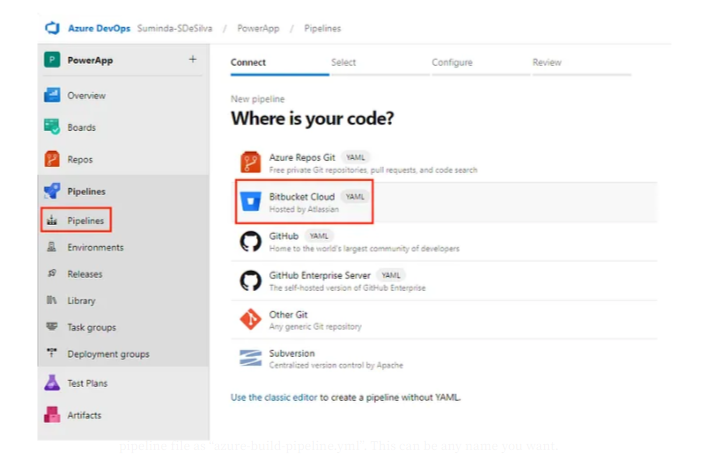 Azure DevOps Suminda-SDeSilva / PowerApp / Pipelines
P PowerApp +
Overview
Boards
Repos
Pipelines
Pipelines
Environments
Releases
Library
Task groups
Deployment groups
Test Plans
Artifacts
Connect Select Configure Review
New pipeline
Where is your code?
Azure Repos Git YAML
Free private Git repositories, pull requests, and code search
Bitbucket Cloud YAML
Hosted by Atlassian
GitHub YAML
Home to the world's largest community of developers
GitHub Enterprise Server YAML
The self-hosted version of GitHub Enterprise
Other Git
Any generic Git repository
Subversion
Centralized version control by Apache
Use the classic editor to create a pipeline without YAML.
pipeline file as "azure-build-pipeline.yml". This can be any name you want.